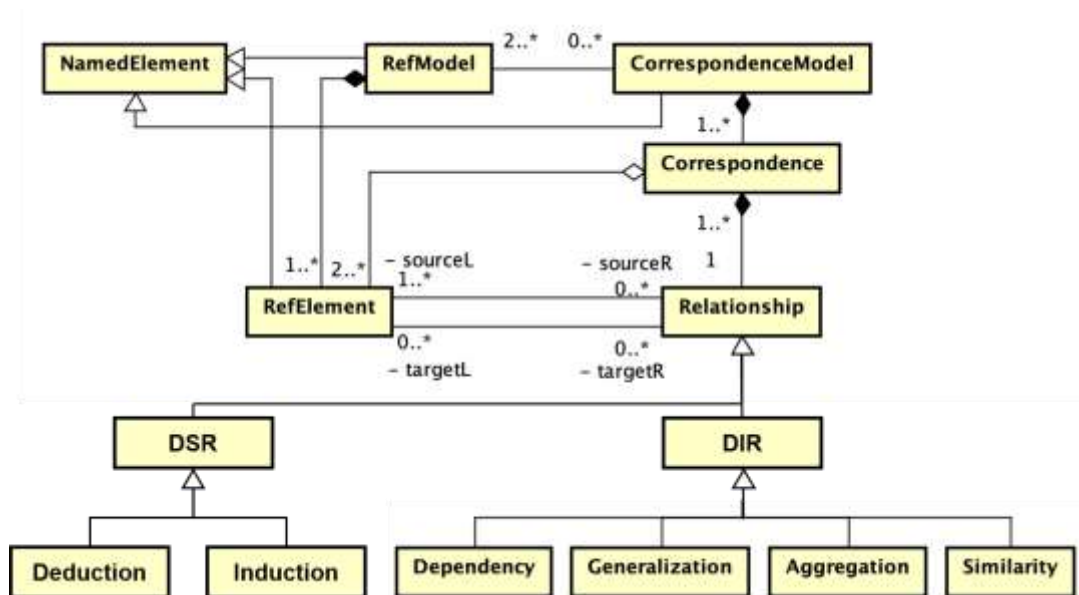 2..* 0..*
NamedElement RefModel CorrespondenceModel
1..*
Correspondence
1..*
1..* 2..* - sourceL - sourceR 1
1..* 0..*
RefElement Relationship
0..* 0..*
- targetL - targetR
DSR DIR
Deduction Induction Dependency Generalization Aggregation Similarity